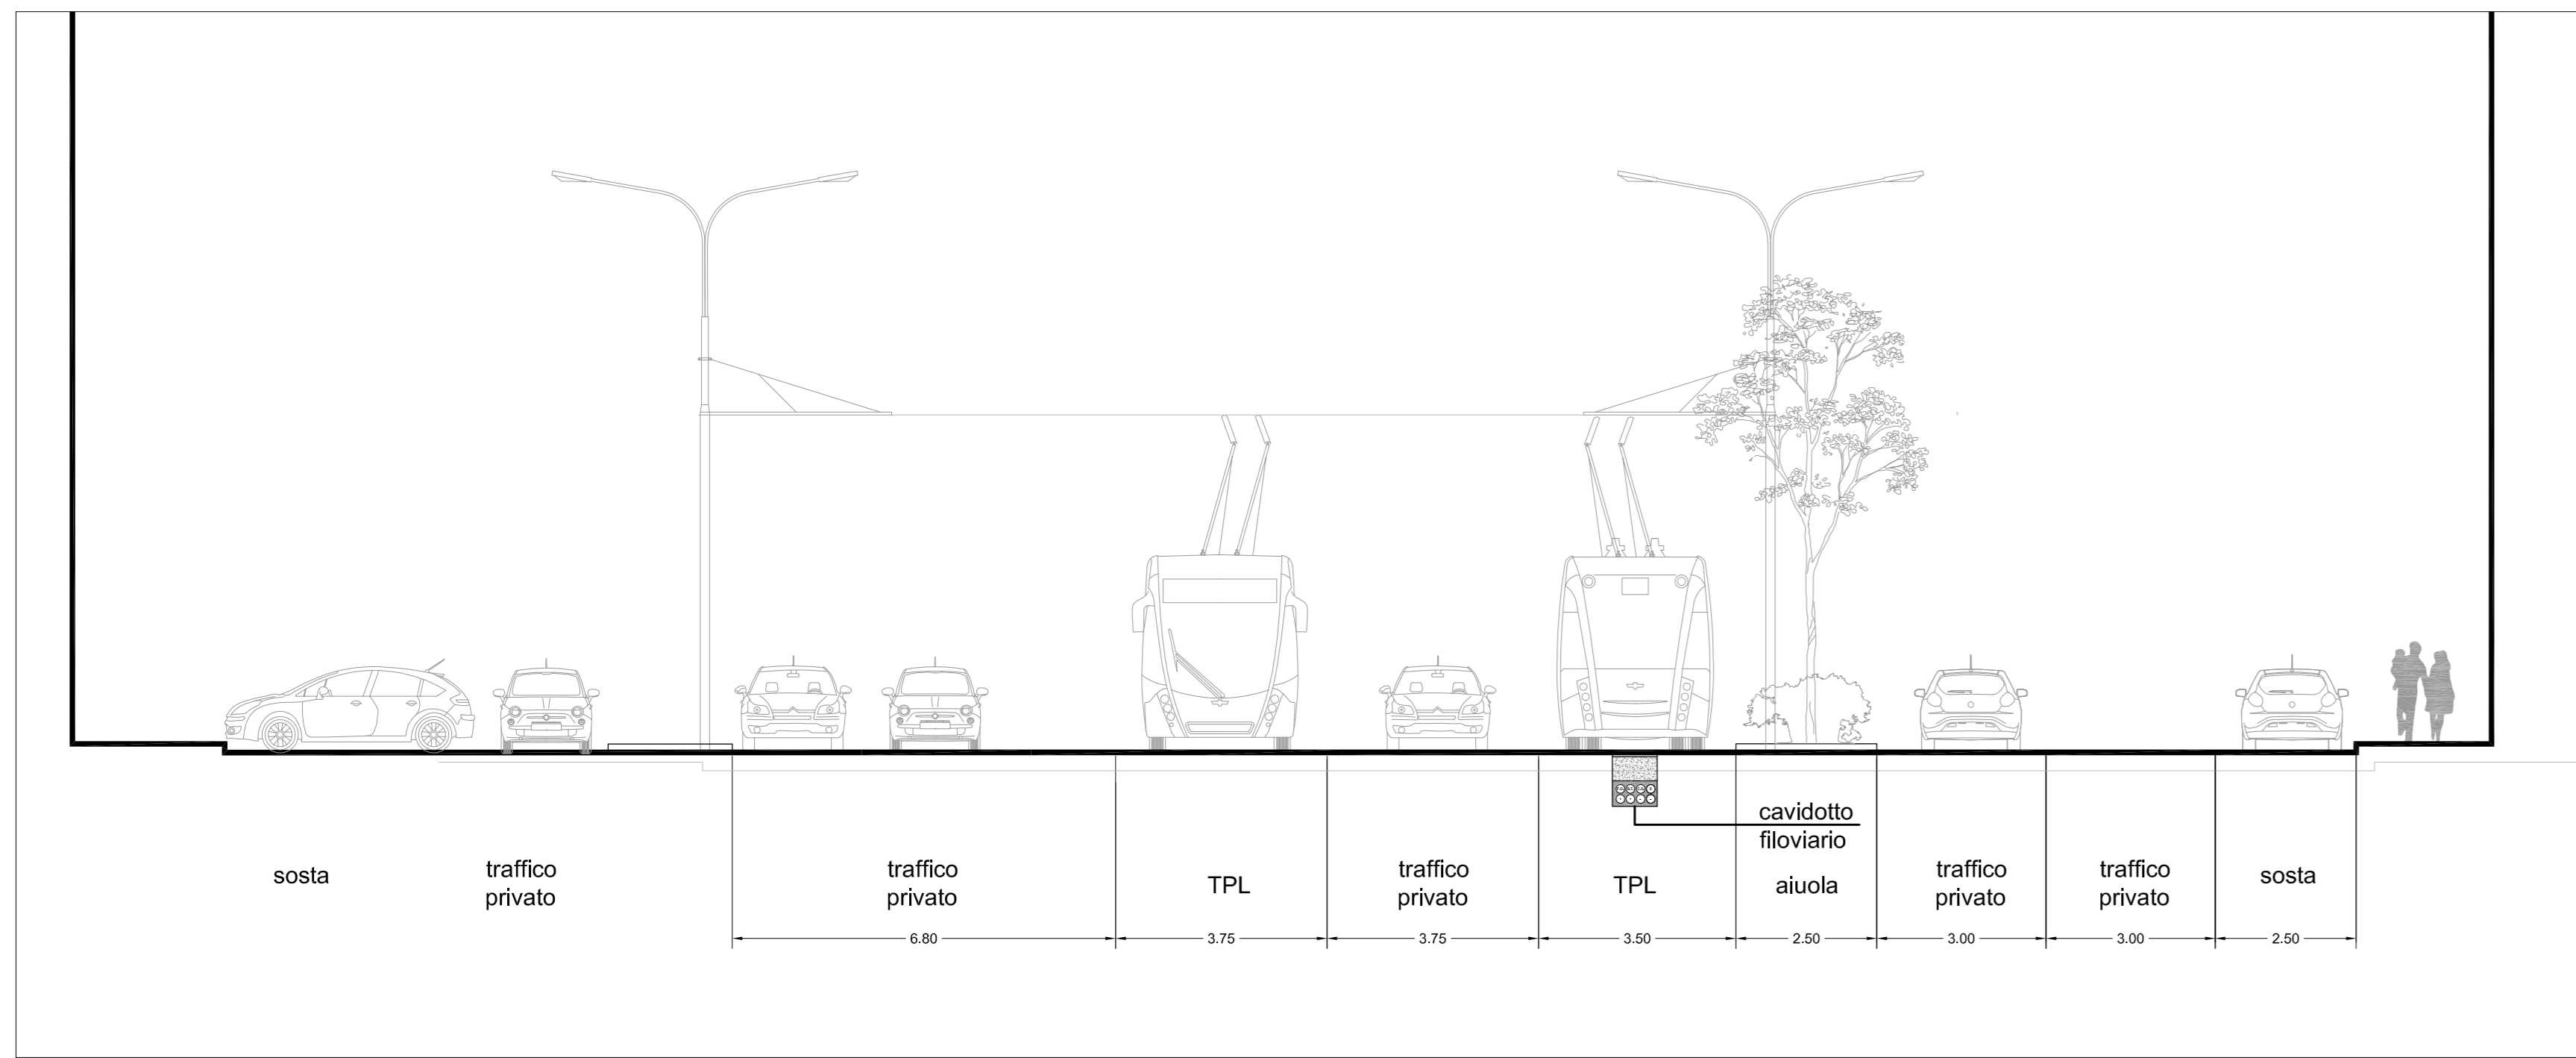 cavidotto
filoviario
sosta
traffico
privato
traffico
privato
TPL
traffico
privato
TPL
aiuola
traffico
privato
traffico
privato
sosta
6.80
3.75
3.75
3.50
2.50
3.00
3.00
2.50